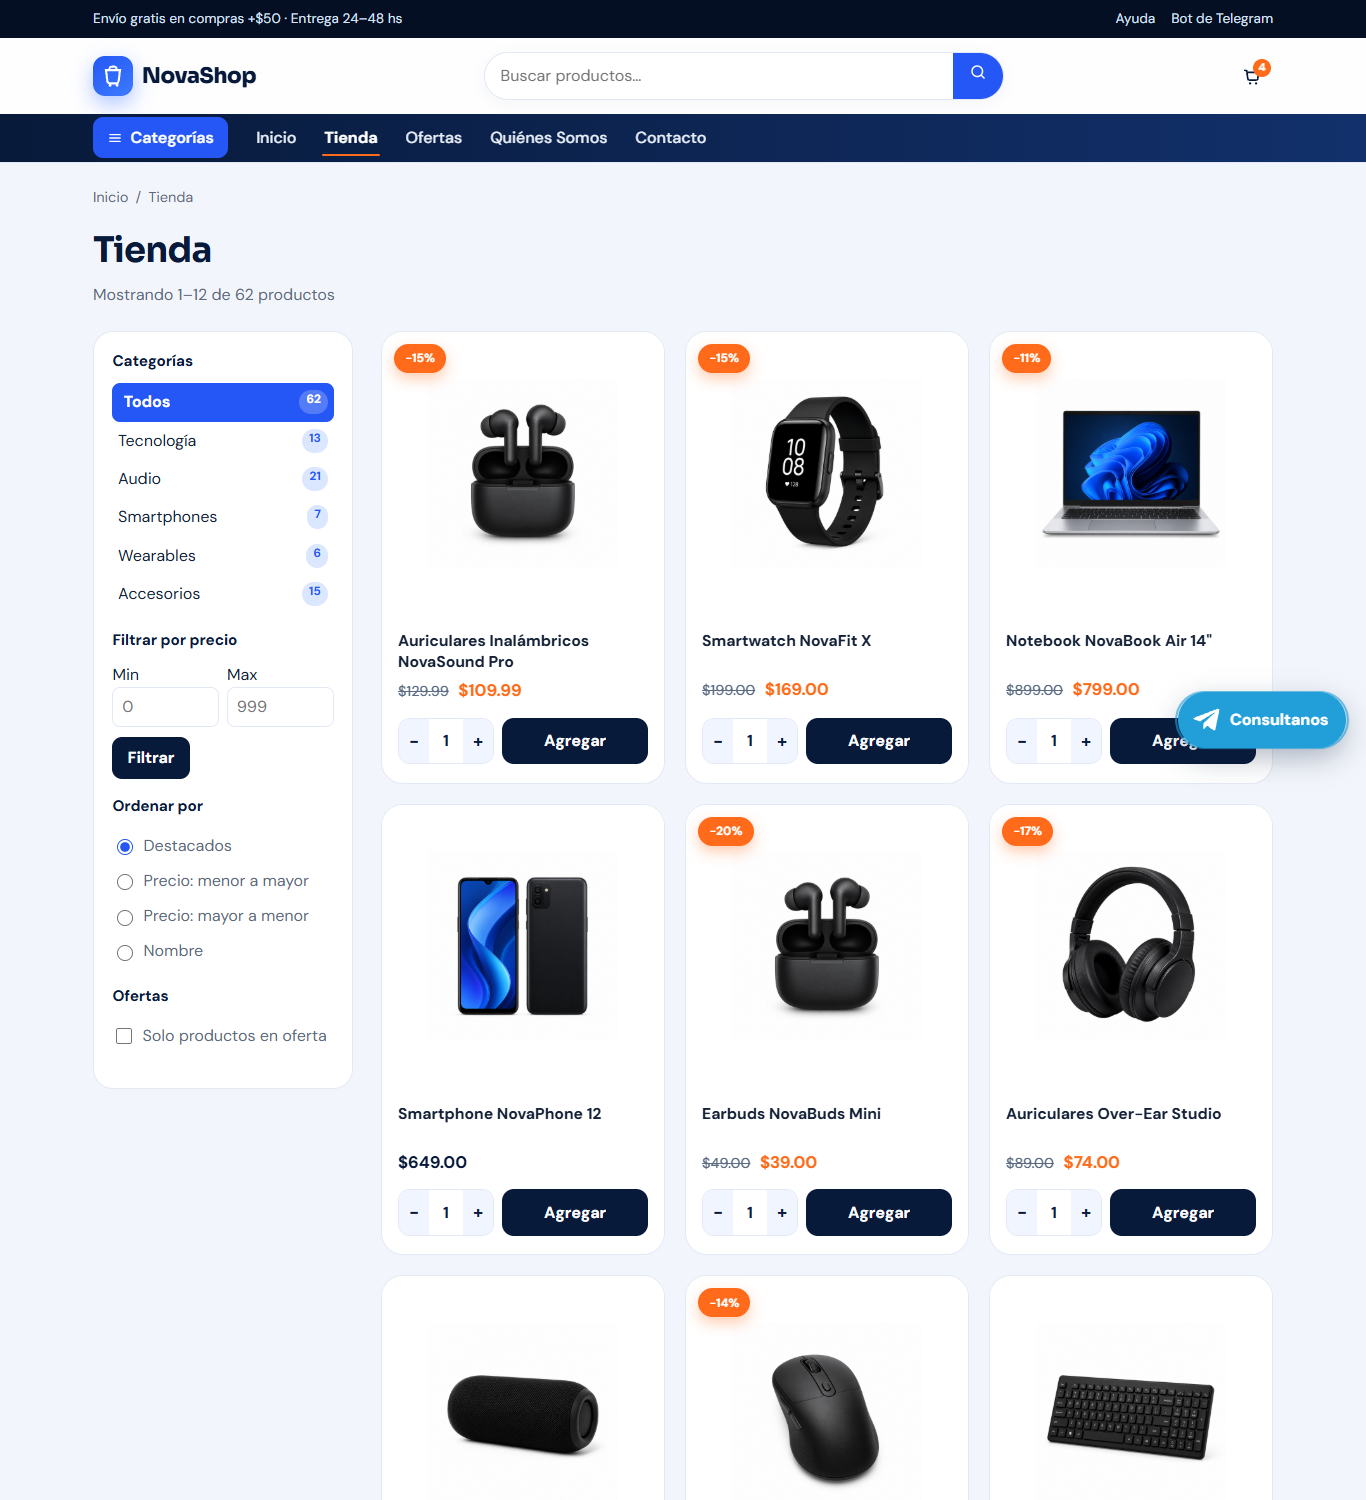 Envío gratis en compras +$50 · Entrega 24–48 hs
Ayuda
Bot de Telegram
NovaShop
Buscar productos...
4
Categorías
Inicio
Tienda
Ofertas
Quiénes Somos
Contacto
Inicio / Tienda
Tienda
Mostrando 1–12 de 62 productos
Categorías
Todos 62
Tecnología 13
Audio 21
Smartphones 7
Wearables 6
Accesorios 15
Filtrar por precio
Min Max
0 999
Filtrar
Ordenar por
Destacados
Precio: menor a mayor
Precio: mayor a menor
Nombre
Ofertas
Solo productos en oferta
-15%
Auriculares Inalámbricos
NovaSound Pro
$129.99 $109.99
- 1 + Agregar
-15%
10
08
128
Smartwatch NovaFit X
$199.00 $169.00
- 1 + Agregar
-11%
Notebook NovaBook Air 14"
$899.00 $799.00
- 1 + Agreg
Consultanos
Smartphone NovaPhone 12
$649.00
- 1 + Agregar
-20%
Earbuds NovaBuds Mini
$49.00 $39.00
- 1 + Agregar
-17%
Auriculares Over-Ear Studio
$89.00 $74.00
- 1 + Agregar
-14%